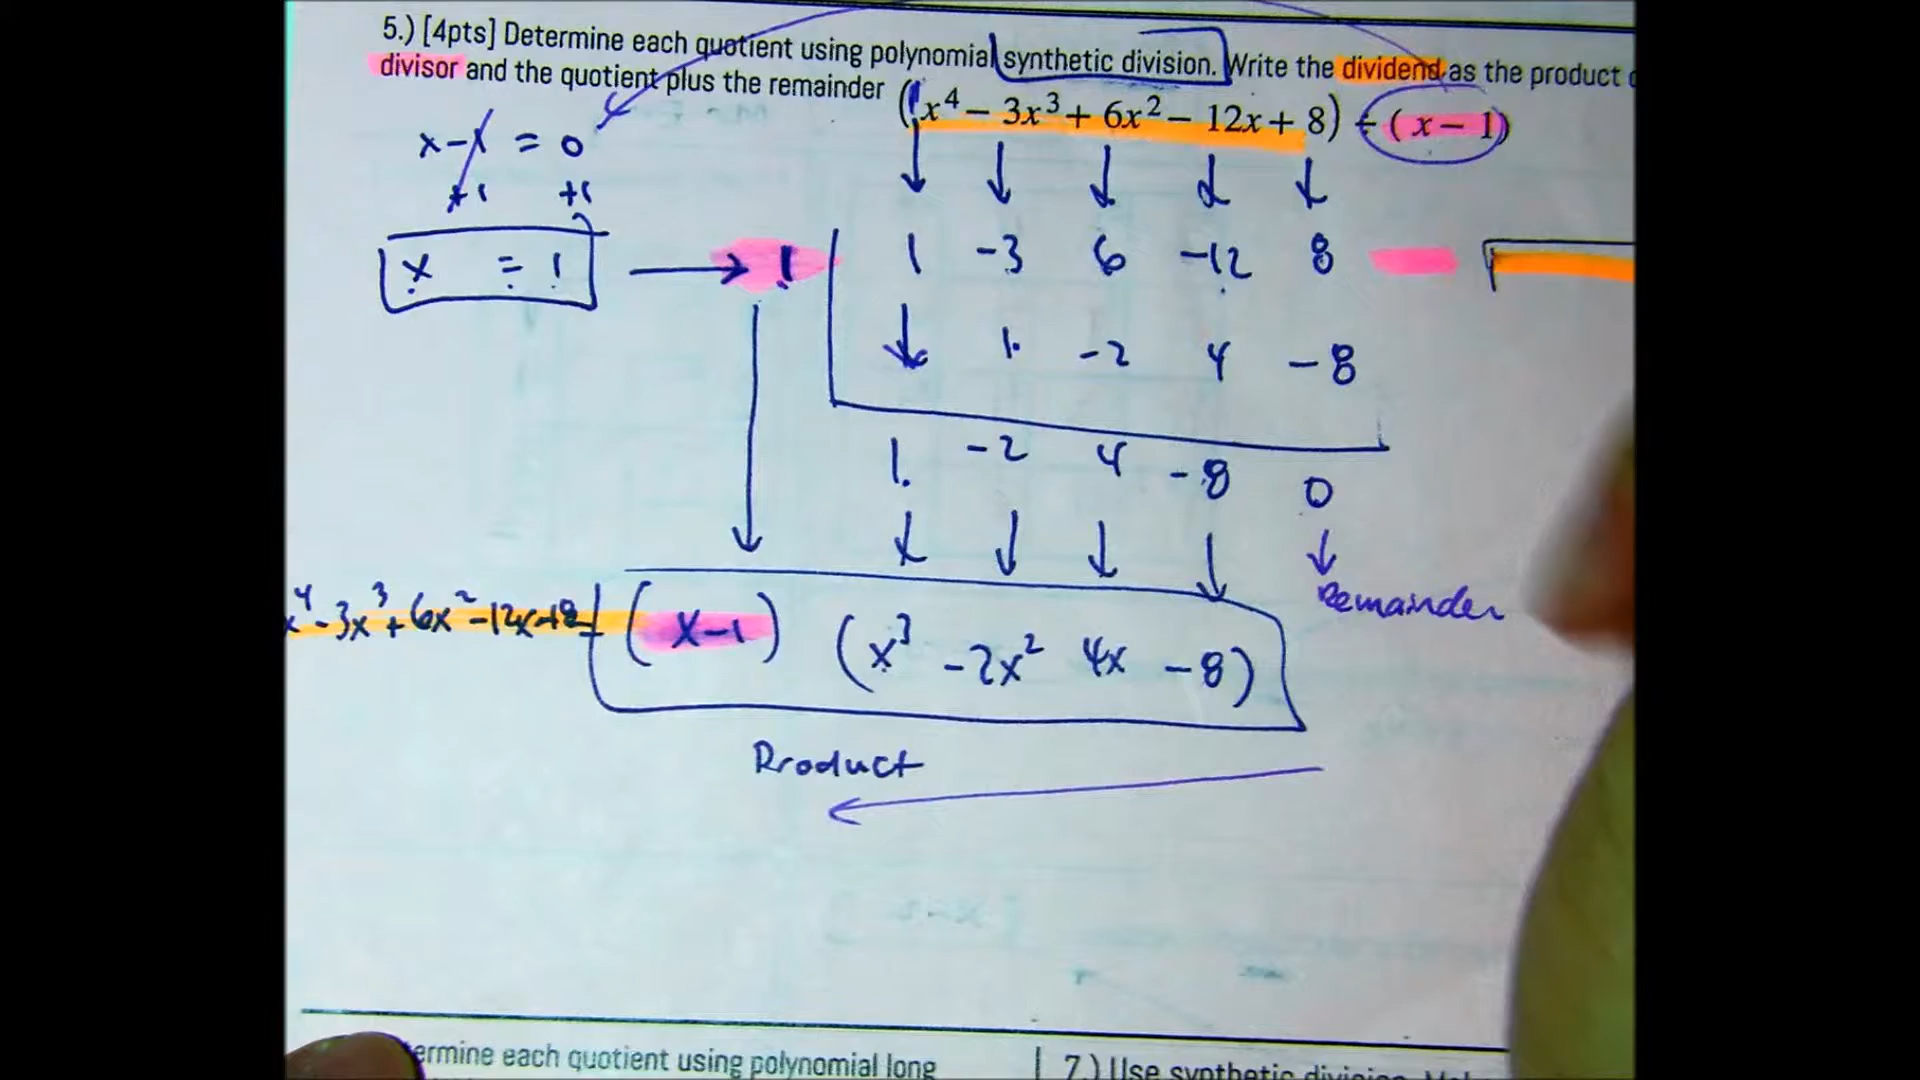 5.) [4pts] Determine each quotient using polynomial synthetic division. Write the dividend as the product
divisor and the quotient plus the remainder (1x⁴ − 3x³ + 6x² − 12x + 8) ÷ (x − 1)
x-1 = 0
+1 +1
x = 1 → 1 | 1 -3 6 -12 8
1 -2 4 -8
1 -2 4 -8 0
Remainder
x⁴-3x³+6x²-12x+8 = (x-1) (x³ -2x² 4x -8)
Product
ermine each quotient using polynomial long
7.) Use synthetic division.